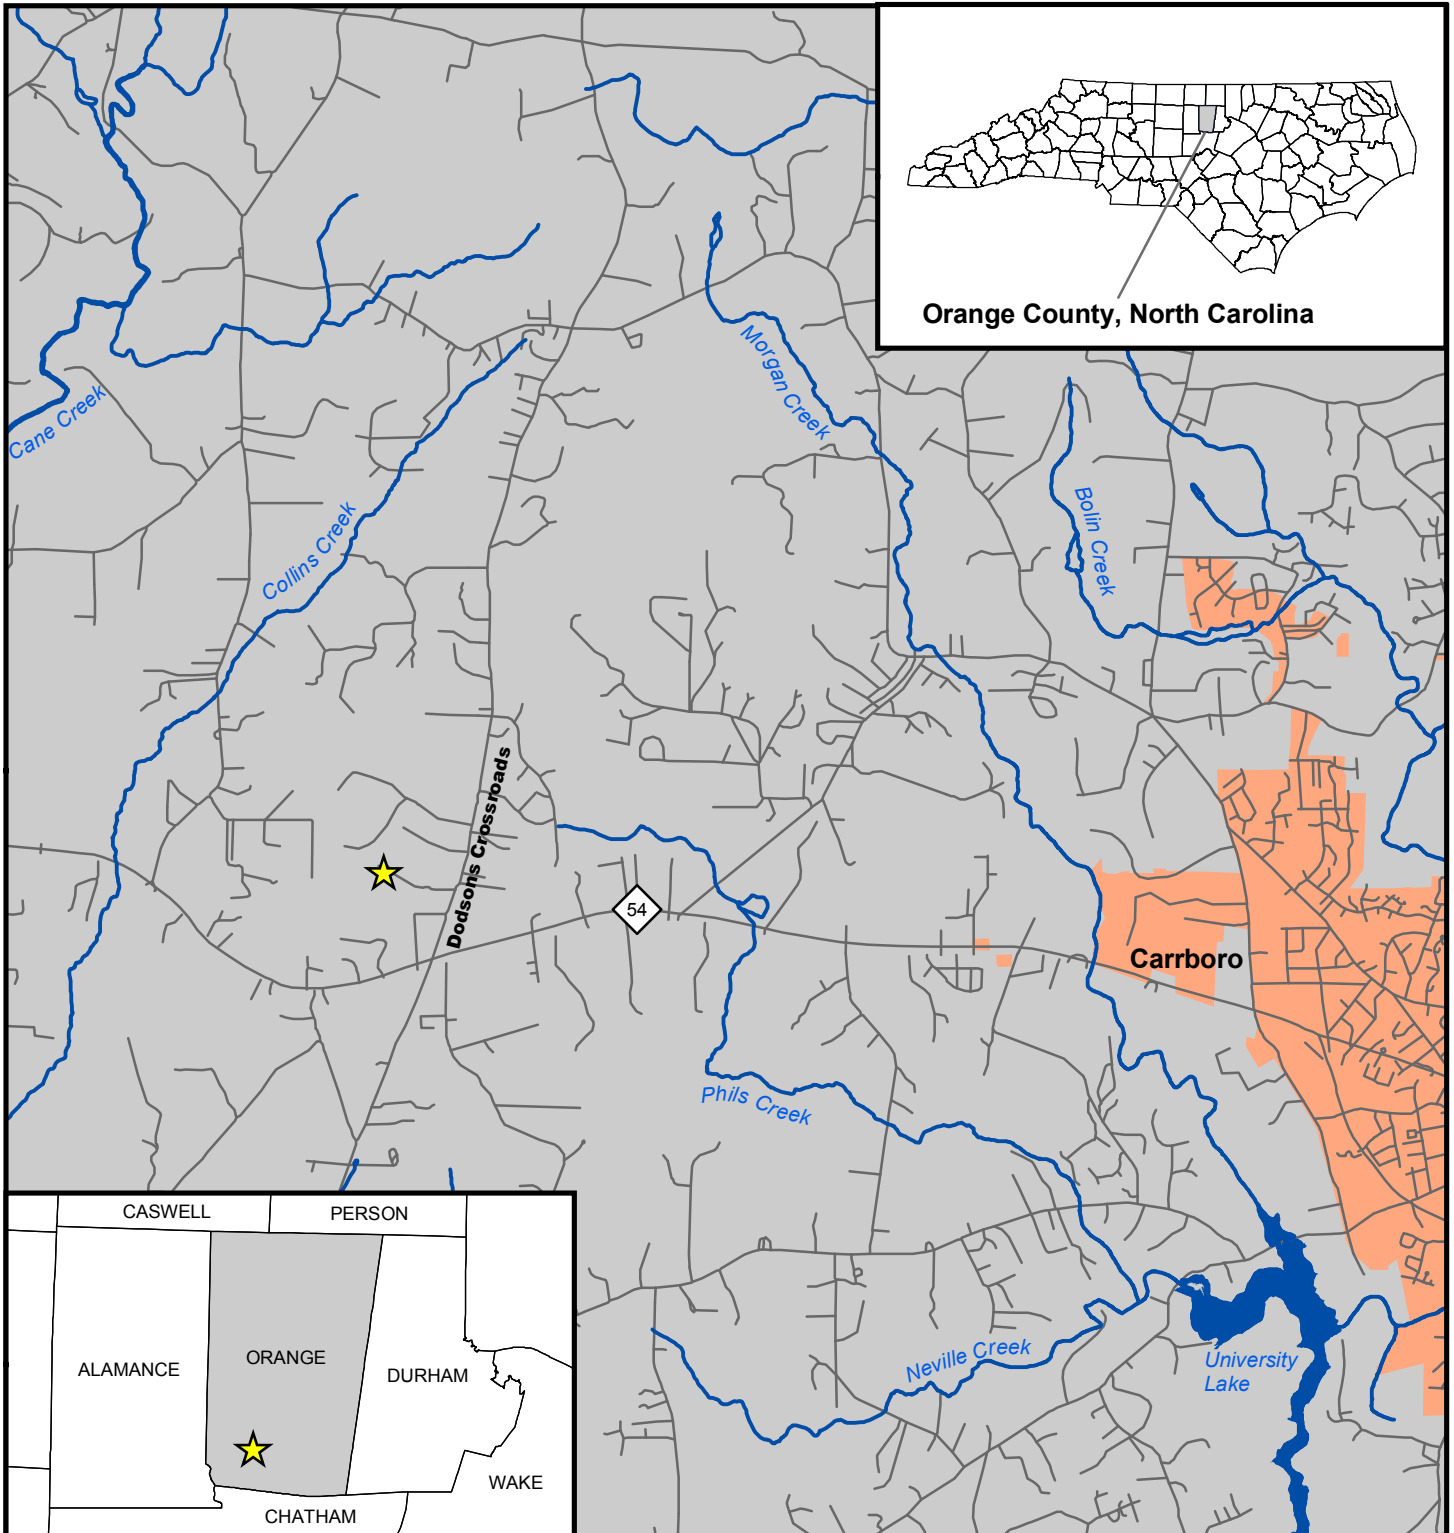 Orange County, North Carolina
Morgan Creek
Cane Creek
Bolin Creek
Collins Creek
Dodsons Crossroads
54
Carrboro
Phils Creek
Neville Creek
University
Lake
CASWELL
PERSON
ALAMANCE
ORANGE
DURHAM
WAKE
CHATHAM